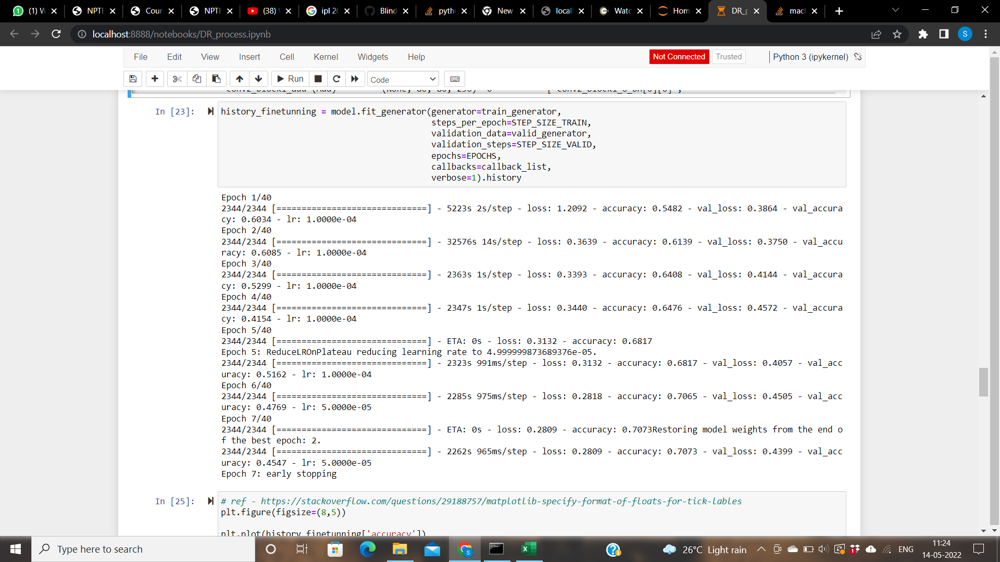 (1) W
NPTE
Cour
NPTE
(38) 
ipl 20
Blind
pyth
New
local
Watc
Hom
DR_p
mac
localhost:8888/notebooks/DR_process.ipynb
S
File Edit View Insert Cell Kernel Widgets Help
Not Connected Trusted Python 3 (ipykernel)
Run Code
In [23]:
history_finetunning = model.fit_generator(generator=train_generator,
steps_per_epoch=STEP_SIZE_TRAIN,
validation_data=valid_generator,
validation_steps=STEP_SIZE_VALID,
epochs=EPOCHS,
callbacks=callback_list,
verbose=1).history
Epoch 1/40
2344/2344 [==============================] - 5223s 2s/step - loss: 1.2092 - accuracy: 0.5482 - val_loss: 0.3864 - val_accura
cy: 0.6034 - lr: 1.0000e-04
Epoch 2/40
2344/2344 [==============================] - 32576s 14s/step - loss: 0.3639 - accuracy: 0.6139 - val_loss: 0.3750 - val_accu
racy: 0.6085 - lr: 1.0000e-04
Epoch 3/40
2344/2344 [==============================] - 2363s 1s/step - loss: 0.3393 - accuracy: 0.6408 - val_loss: 0.4144 - val_accura
cy: 0.5299 - lr: 1.0000e-04
Epoch 4/40
2344/2344 [==============================] - 2347s 1s/step - loss: 0.3440 - accuracy: 0.6476 - val_loss: 0.4572 - val_accura
cy: 0.4154 - lr: 1.0000e-04
Epoch 5/40
2344/2344 [==============================] - ETA: 0s - loss: 0.3132 - accuracy: 0.6817
Epoch 5: ReduceLROnPlateau reducing learning rate to 4.999999873689376e-05.
2344/2344 [==============================] - 2323s 991ms/step - loss: 0.3132 - accuracy: 0.6817 - val_loss: 0.4057 - val_acc
uracy: 0.5162 - lr: 1.0000e-04
Epoch 6/40
2344/2344 [==============================] - 2285s 975ms/step - loss: 0.2818 - accuracy: 0.7065 - val_loss: 0.4505 - val_acc
uracy: 0.4769 - lr: 5.0000e-05
Epoch 7/40
2344/2344 [==============================] - ETA: 0s - loss: 0.2809 - accuracy: 0.7073Restoring model weights from the end o
f the best epoch: 2.
2344/2344 [==============================] - 2262s 965ms/step - loss: 0.2809 - accuracy: 0.7073 - val_loss: 0.4399 - val_acc
uracy: 0.4547 - lr: 5.0000e-05
Epoch 7: early stopping
In [25]:
# ref - https://stackoverflow.com/questions/29188757/matplotlib-specify-format-of-floats-for-tick-lables
plt.figure(figsize=(8,5))
plt.plot(history_finetunning['accuracy'])
Type here to search
26°C Light rain
ENG
11:24
14-05-2022